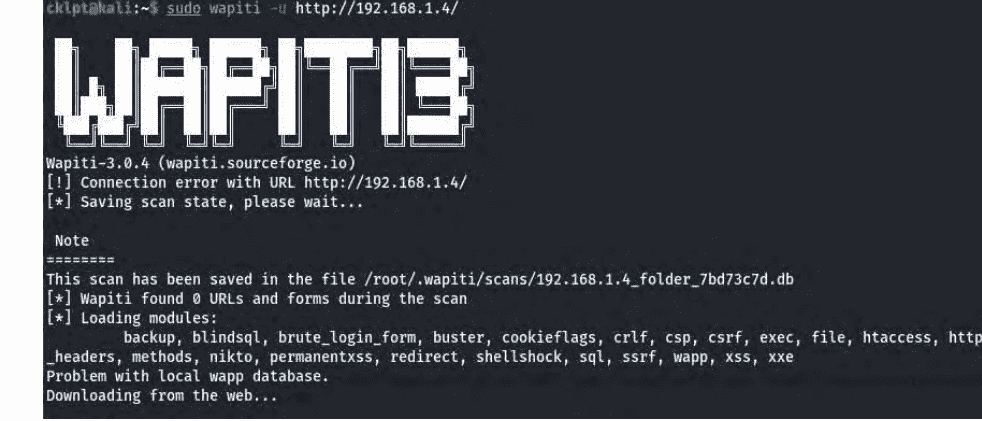 cklpt@kali:~$ sudo wapiti -u http://192.168.1.4/
WAPITI3
Wapiti-3.0.4 (wapiti.sourceforge.io)
[!] Connection error with URL http://192.168.1.4/
[*] Saving scan state, please wait...
Note
========
This scan has been saved in the file /root/.wapiti/scans/192.168.1.4_folder_7bd73c7d.db
[*] Wapiti found 0 URLs and forms during the scan
[*] Loading modules:
backup, blindsql, brute_login_form, buster, cookieflags, crlf, csp, csrf, exec, file, htaccess, http
_headers, methods, nikto, permanentxss, redirect, shellshock, sql, ssrf, wapp, xss, xxe
Problem with local wapp database.
Downloading from the web...